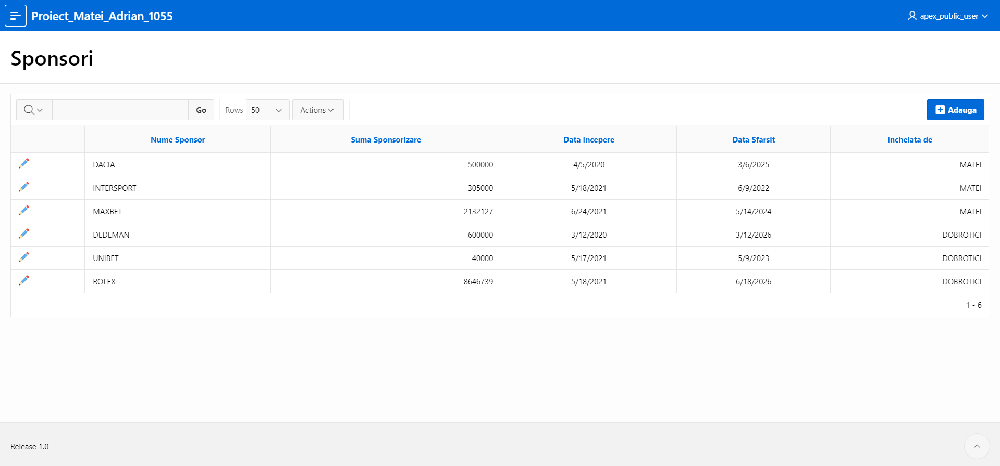 Proiect_Matei_Adrian_1055 apex_public_user
Sponsori
Go Rows 50 Actions Adauga
Nume Sponsor Suma Sponsorizare Data Incepere Data Sfarsit Incheiata de
DACIA 500000 4/5/2020 3/6/2025 MATEI
INTERSPORT 305000 5/18/2021 6/9/2022 MATEI
MAXBET 2132127 6/24/2021 5/14/2024 MATEI
DEDEMAN 600000 3/12/2020 3/12/2026 DOBROTICI
UNIBET 40000 5/17/2021 5/9/2023 DOBROTICI
ROLEX 8646739 5/18/2021 6/18/2026 DOBROTICI
1 - 6
Release 1.0